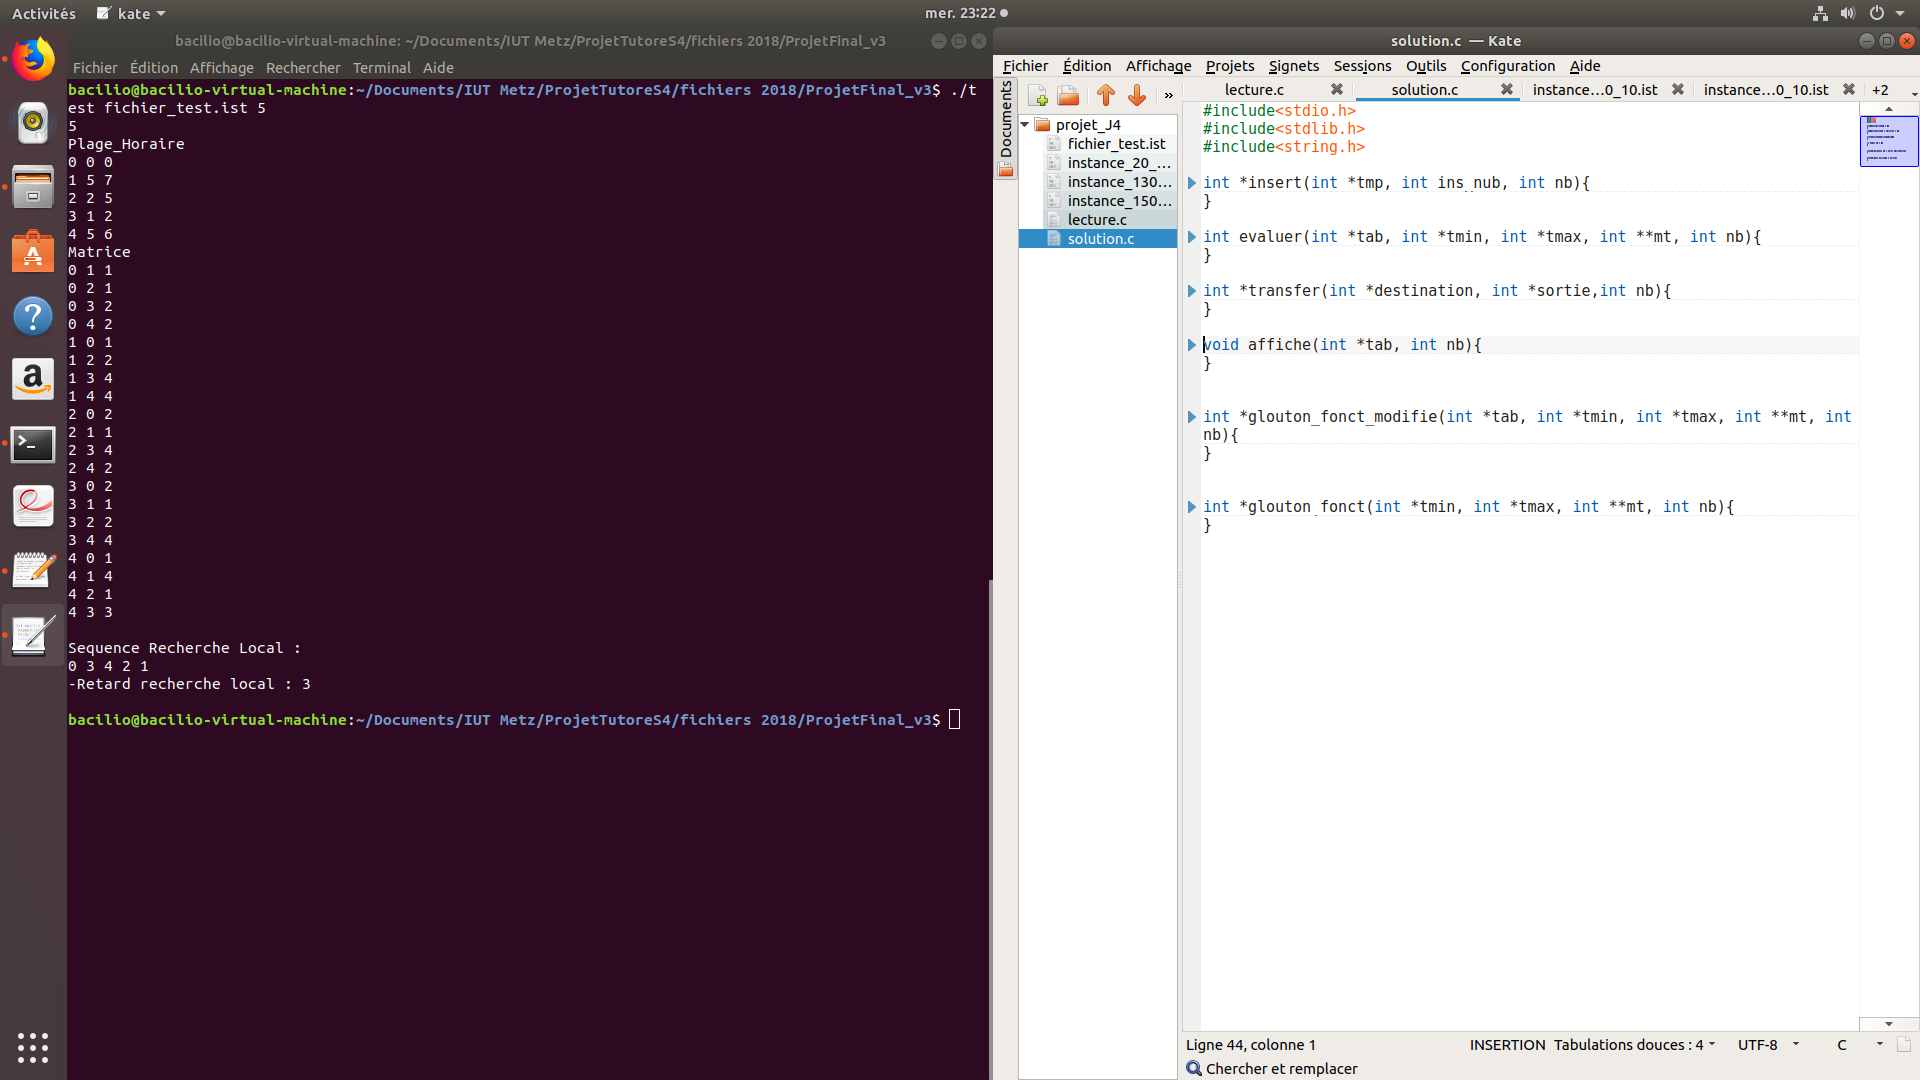 Activités
kate
mer. 23:22
bacilio@bacilio-virtual-machine: ~/Documents/IUT Metz/ProjetTutoreS4/fichiers 2018/ProjetFinal_v3
Fichier Édition Affichage Rechercher Terminal Aide
bacilio@bacilio-virtual-machine:~/Documents/IUT Metz/ProjetTutoreS4/fichiers 2018/ProjetFinal_v3$ ./t
est fichier_test.ist 5
5
Plage_Horaire
0 0 0
1 5 7
2 2 5
3 1 2
4 5 6
Matrice
0 1 1
0 2 1
0 3 2
0 4 2
1 0 1
1 2 2
1 3 4
1 4 4
2 0 2
2 1 1
2 3 4
2 4 2
3 0 2
3 1 1
3 2 2
3 4 4
4 0 1
4 1 4
4 2 1
4 3 3
Sequence Recherche Local :
0 3 4 2 1
-Retard recherche local : 3
bacilio@bacilio-virtual-machine:~/Documents/IUT Metz/ProjetTutoreS4/fichiers 2018/ProjetFinal_v3$
solution.c — Kate
Fichier Édition Affichage Projets Signets Sessions Outils Configuration Aide
Documents
»
projet_J4
fichier_test.ist
instance_20_...
instance_130...
instance_150...
lecture.c
solution.c
lecture.c solution.c instance...0_10.ist instance...0_10.ist +2
#include<stdio.h>
#include<stdlib.h>
#include<string.h>
int *insert(int *tmp, int ins_nub, int nb){
}
int evaluer(int *tab, int *tmin, int *tmax, int **mt, int nb){
}
int *transfer(int *destination, int *sortie,int nb){
}
void affiche(int *tab, int nb){
}
int *glouton_fonct_modifie(int *tab, int *tmin, int *tmax, int **mt, int
nb){
}
int *glouton_fonct(int *tmin, int *tmax, int **mt, int nb){
}
Ligne 44, colonne 1 INSERTION Tabulations douces : 4 UTF-8 C
Chercher et remplacer